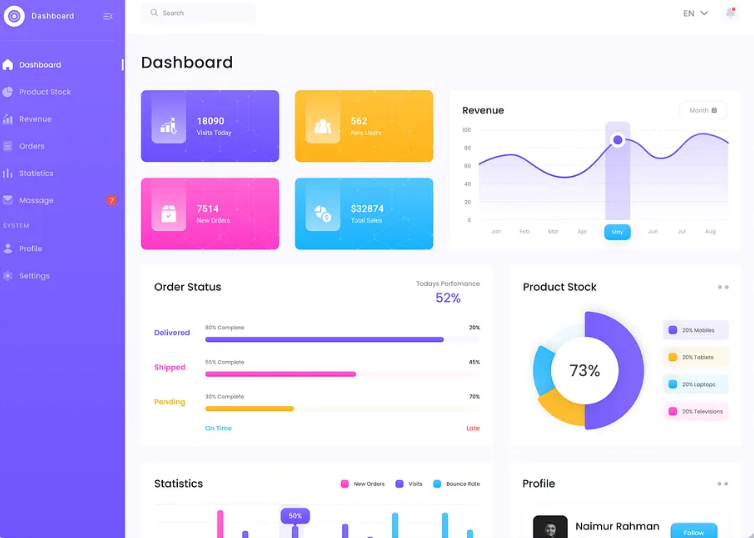 Dashboard
Search
EN
Dashboard
Product Stock
Revenue
Orders
Statistics
Massage
7
SYSTEM
Profile
Settings
Dashboard
18090
Visits Today
562
New Users
7514
New Orders
$32874
Total Sales
Revenue
Month
100
80
60
40
20
0
Jan Feb Mar Apr May Jun Jul Aug
Order Status
Todays Perfomance
52%
Delivered
80% Complete
20%
Shipped
55% Complete
45%
Pending
30% Complete
70%
On Time
Late
Product Stock
73%
20% Mobiles
20% Tablets
20% Laptops
20% Televisions
Statistics
New Orders Visits Bounce Rate
50%
Profile
Naimur Rahman
Follow